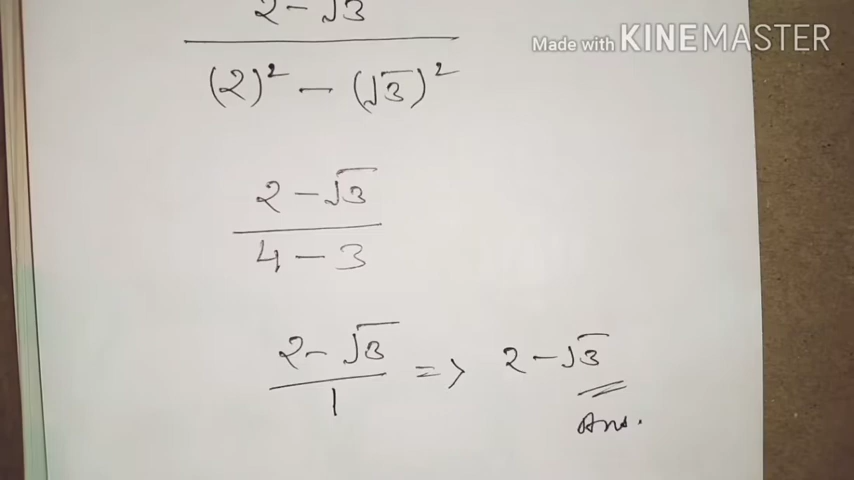 2 - √3
Made with KINEMASTER
(2)² - (√3)²
2 - √3
4 - 3
2 - √3 => 2 - √3
1
Ans.